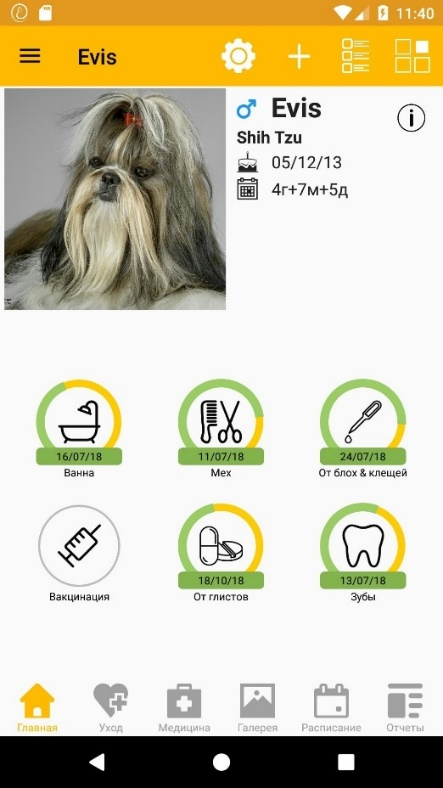 11:40
Evis
Evis
Shih Tzu
05/12/13
4г+7м+5д
16/07/18
11/07/18
24/07/18
Ванна
Мех
От блох & клещей
18/10/18
13/07/18
Вакцинация
От глистов
Зубы
Главная
Уход
Медицина
Галерея
Расписание
Отчеты